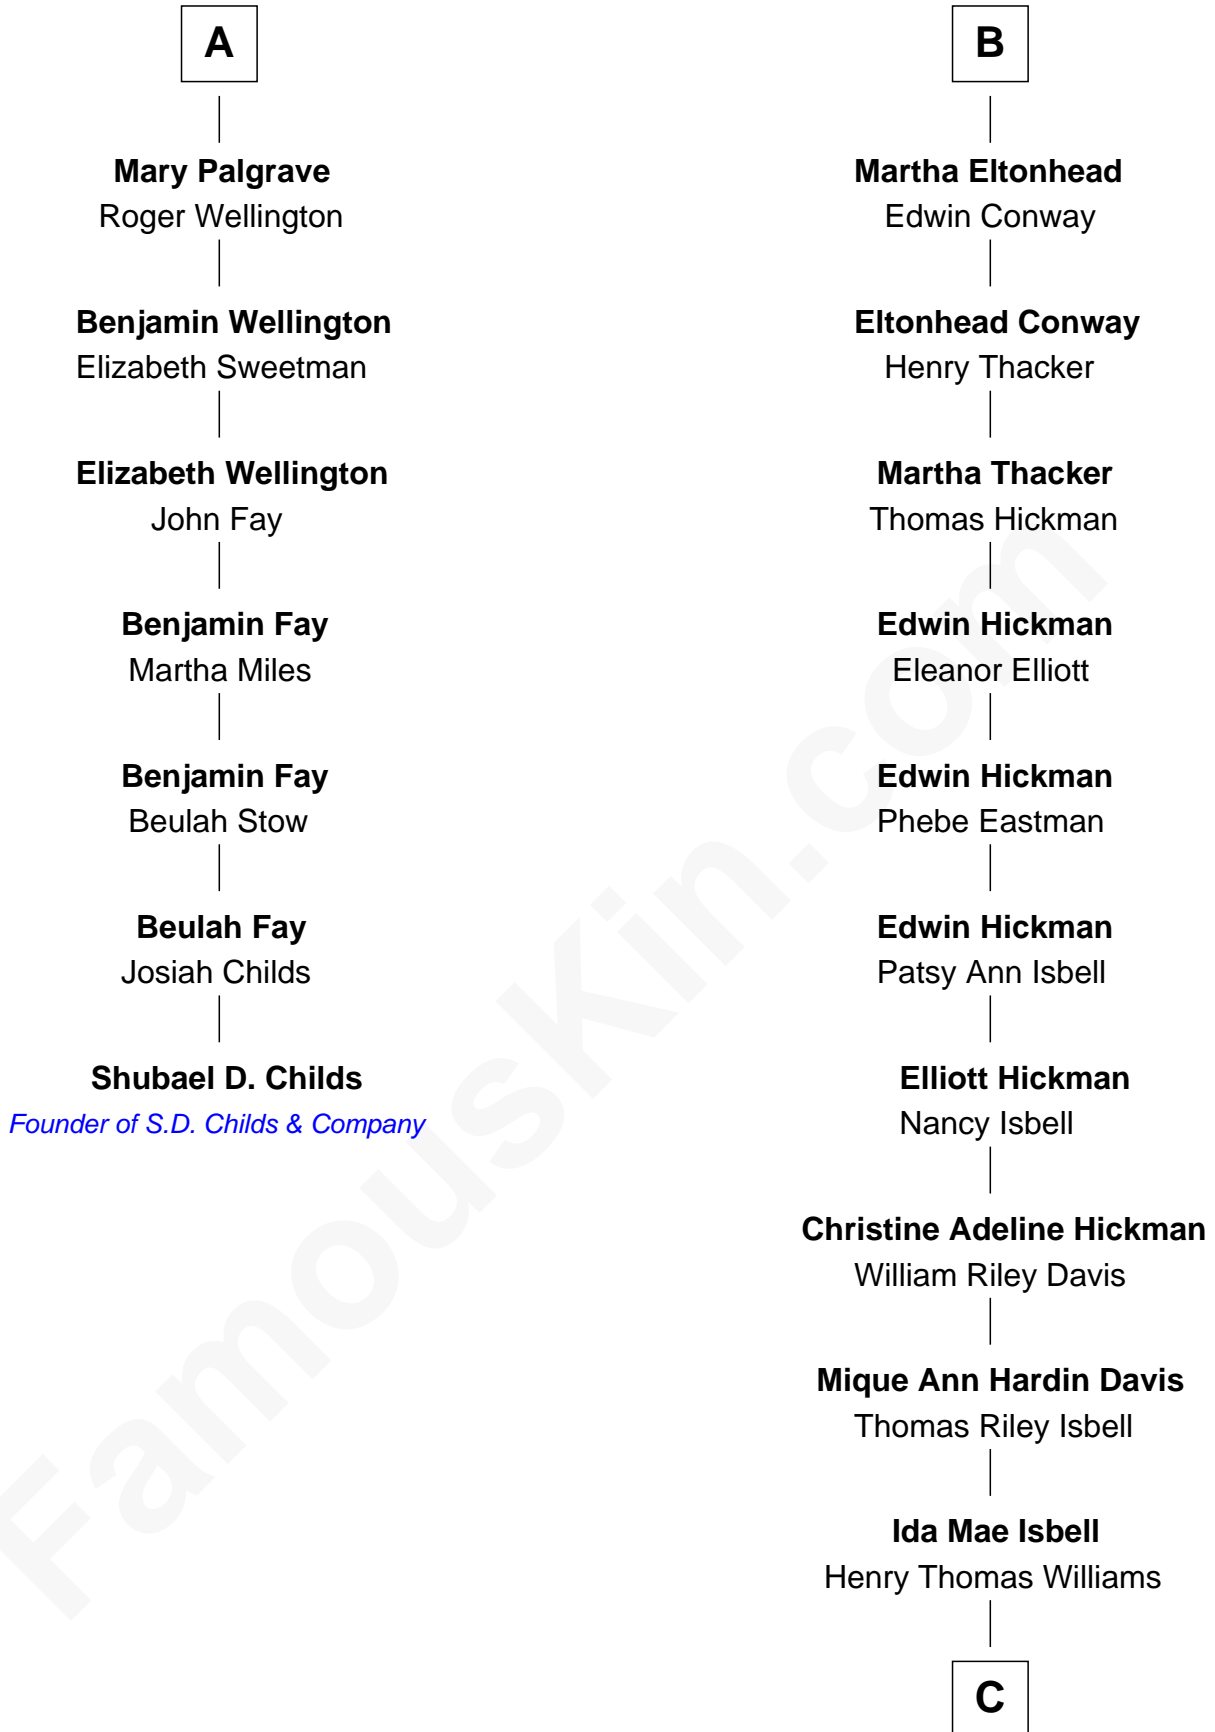 A
Mary Palgrave
Roger Wellington
Benjamin Wellington
Elizabeth Sweetman
Elizabeth Wellington
John Fay
Benjamin Fay
Martha Miles
Benjamin Fay
Beulah Stow
Beulah Fay
Josiah Childs
Shubael D. Childs
Founder of S.D. Childs & Company
B
Martha Eltonhead
Edwin Conway
Eltonhead Conway
Henry Thacker
Martha Thacker
Thomas Hickman
Edwin Hickman
Eleanor Elliott
Edwin Hickman
Phebe Eastman
Edwin Hickman
Patsy Ann Isbell
Elliott Hickman
Nancy Isbell
Christine Adeline Hickman
William Riley Davis
Mique Ann Hardin Davis
Thomas Riley Isbell
Ida Mae Isbell
Henry Thomas Williams
C
FamousKin.com